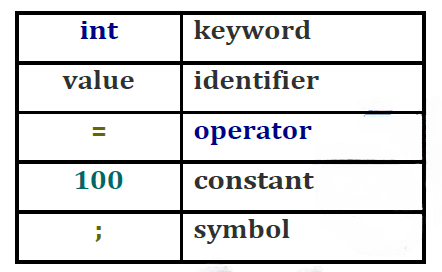 int keyword
value identifier
= operator
100 constant
; symbol